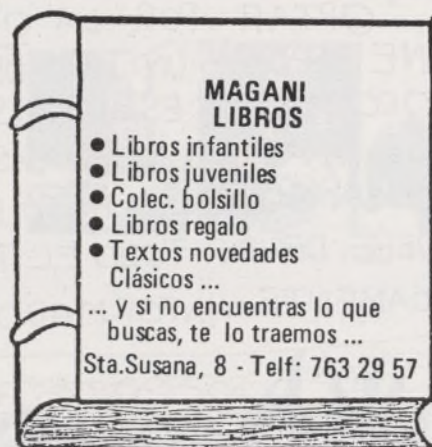 MAGANI
LIBROS
● Libros infantiles
● Libros juveniles
● Colec. bolsillo
● Libros regalo
● Textos novedades
Clásicos ...
... y si no encuentras lo que
buscas, te lo traemos ...
Sta.Susana, 8 - Telf: 763 29 57